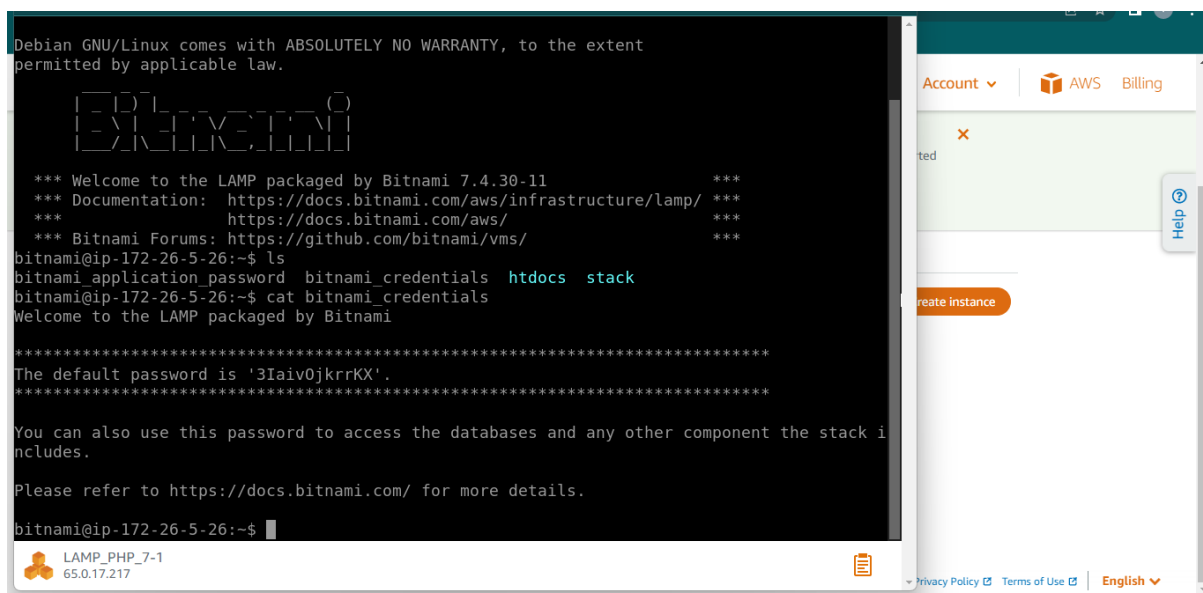 Debian GNU/Linux comes with ABSOLUTELY NO WARRANTY, to the extent
permitted by applicable law.
Bitnami
*** Welcome to the LAMP packaged by Bitnami 7.4.30-11 ***
*** Documentation: https://docs.bitnami.com/aws/infrastructure/lamp/ ***
*** https://docs.bitnami.com/aws/ ***
*** Bitnami Forums: https://github.com/bitnami/vms/ ***
bitnami@ip-172-26-5-26:~$ ls
bitnami_application_password bitnami_credentials htdocs stack
bitnami@ip-172-26-5-26:~$ cat bitnami_credentials
Welcome to the LAMP packaged by Bitnami
******************************************************************************
The default password is '3IaivOjkrrKX'.
******************************************************************************
You can also use this password to access the databases and any other component the stack i
ncludes.
Please refer to https://docs.bitnami.com/ for more details.
bitnami@ip-172-26-5-26:~$
LAMP_PHP_7-1
65.0.17.217
Account
AWS
Billing
ted
Help
reate instance
Privacy Policy
Terms of Use
English